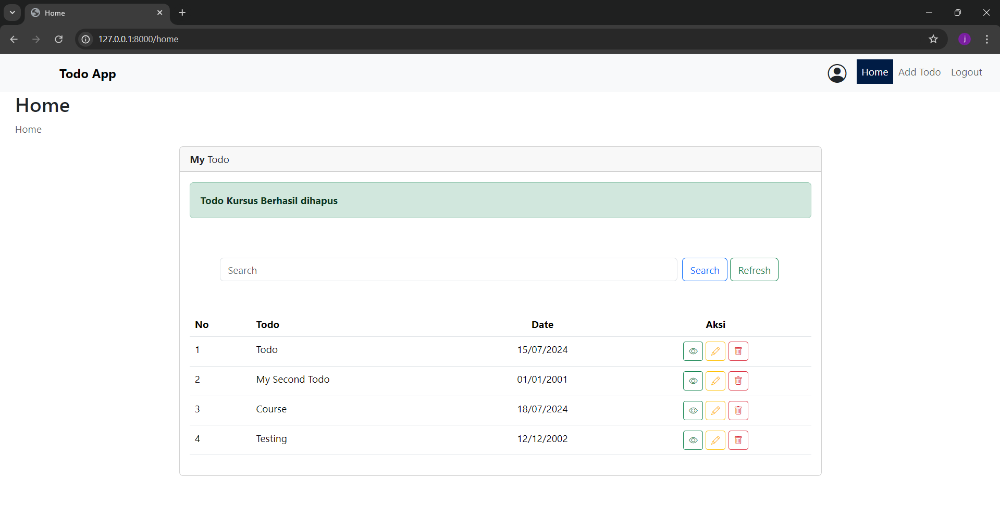 Home
127.0.0.1:8000/home
j
Todo App
Home Add Todo Logout
Home
Home
My Todo
Todo Kursus Berhasil dihapus
Search Search Refresh
No Todo Date Aksi
1 Todo 15/07/2024
2 My Second Todo 01/01/2001
3 Course 18/07/2024
4 Testing 12/12/2002